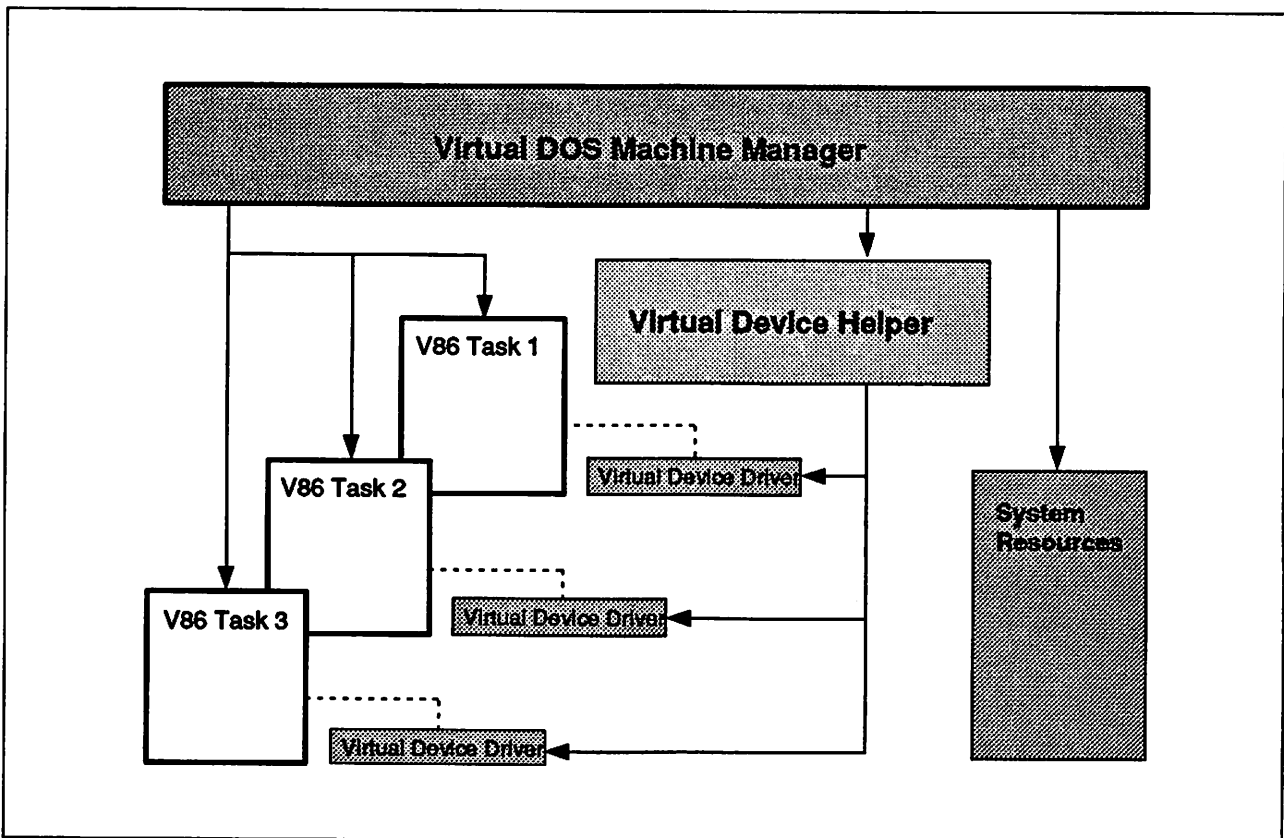 Virtual DOS Machine Manager
Virtual Device Helper
V86 Task 1
Virtual Device Driver
V86 Task 2
System
Resources
Virtual Device Driver
V86 Task 3
Virtual Device Driver